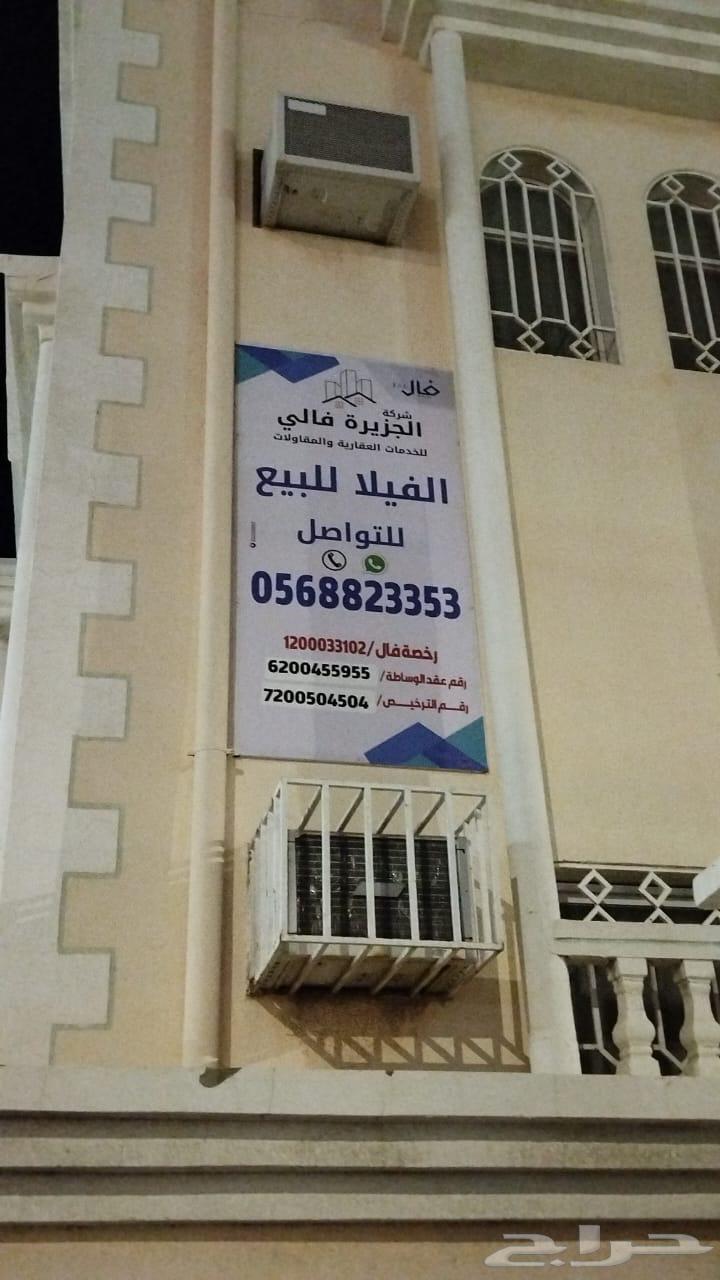 فال
شركة
الجزيرة فالي
للخدمات العقارية والمقاولات
الفيلا للبيع
للتواصل
0568823353
رخصة فال/1200033102
رقم عقد الوساطة/ 6200455955
رقم الترخيص/ 7200504504
حراج